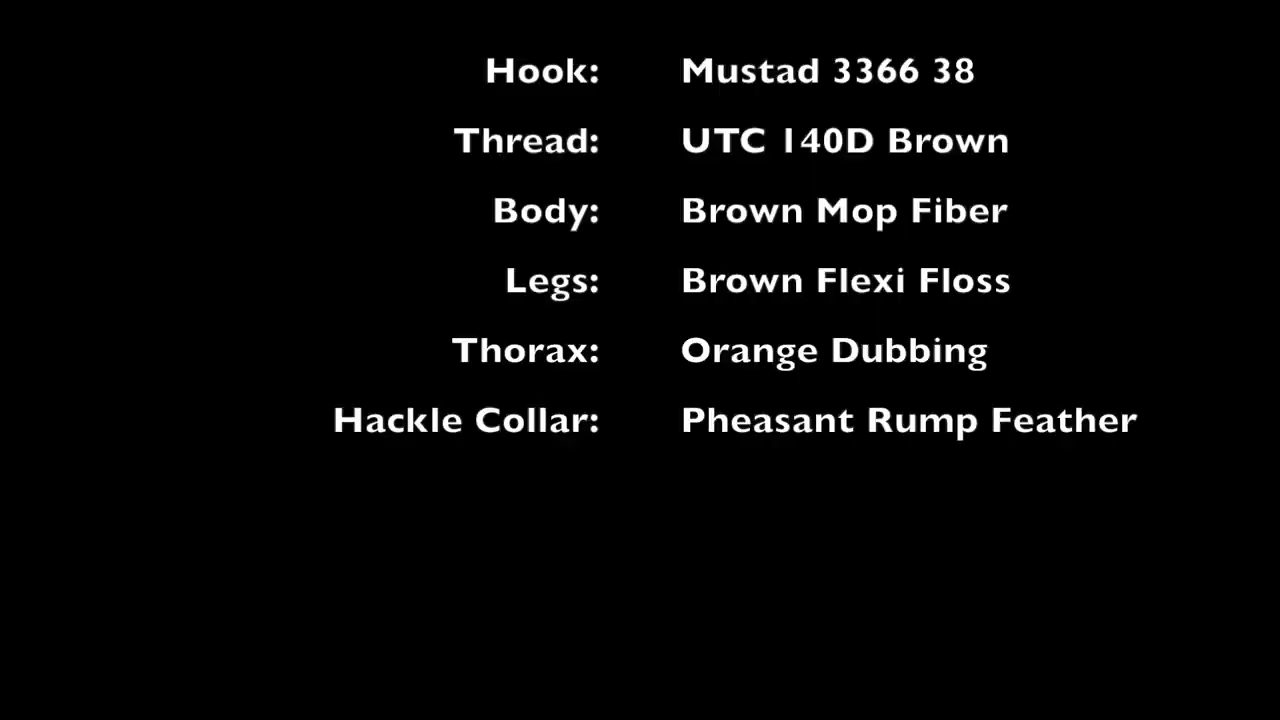 Hook: Mustad 3366 38
Thread: UTC 140D Brown
Body: Brown Mop Fiber
Legs: Brown Flexi Floss
Thorax: Orange Dubbing
Hackle Collar: Pheasant Rump Feather